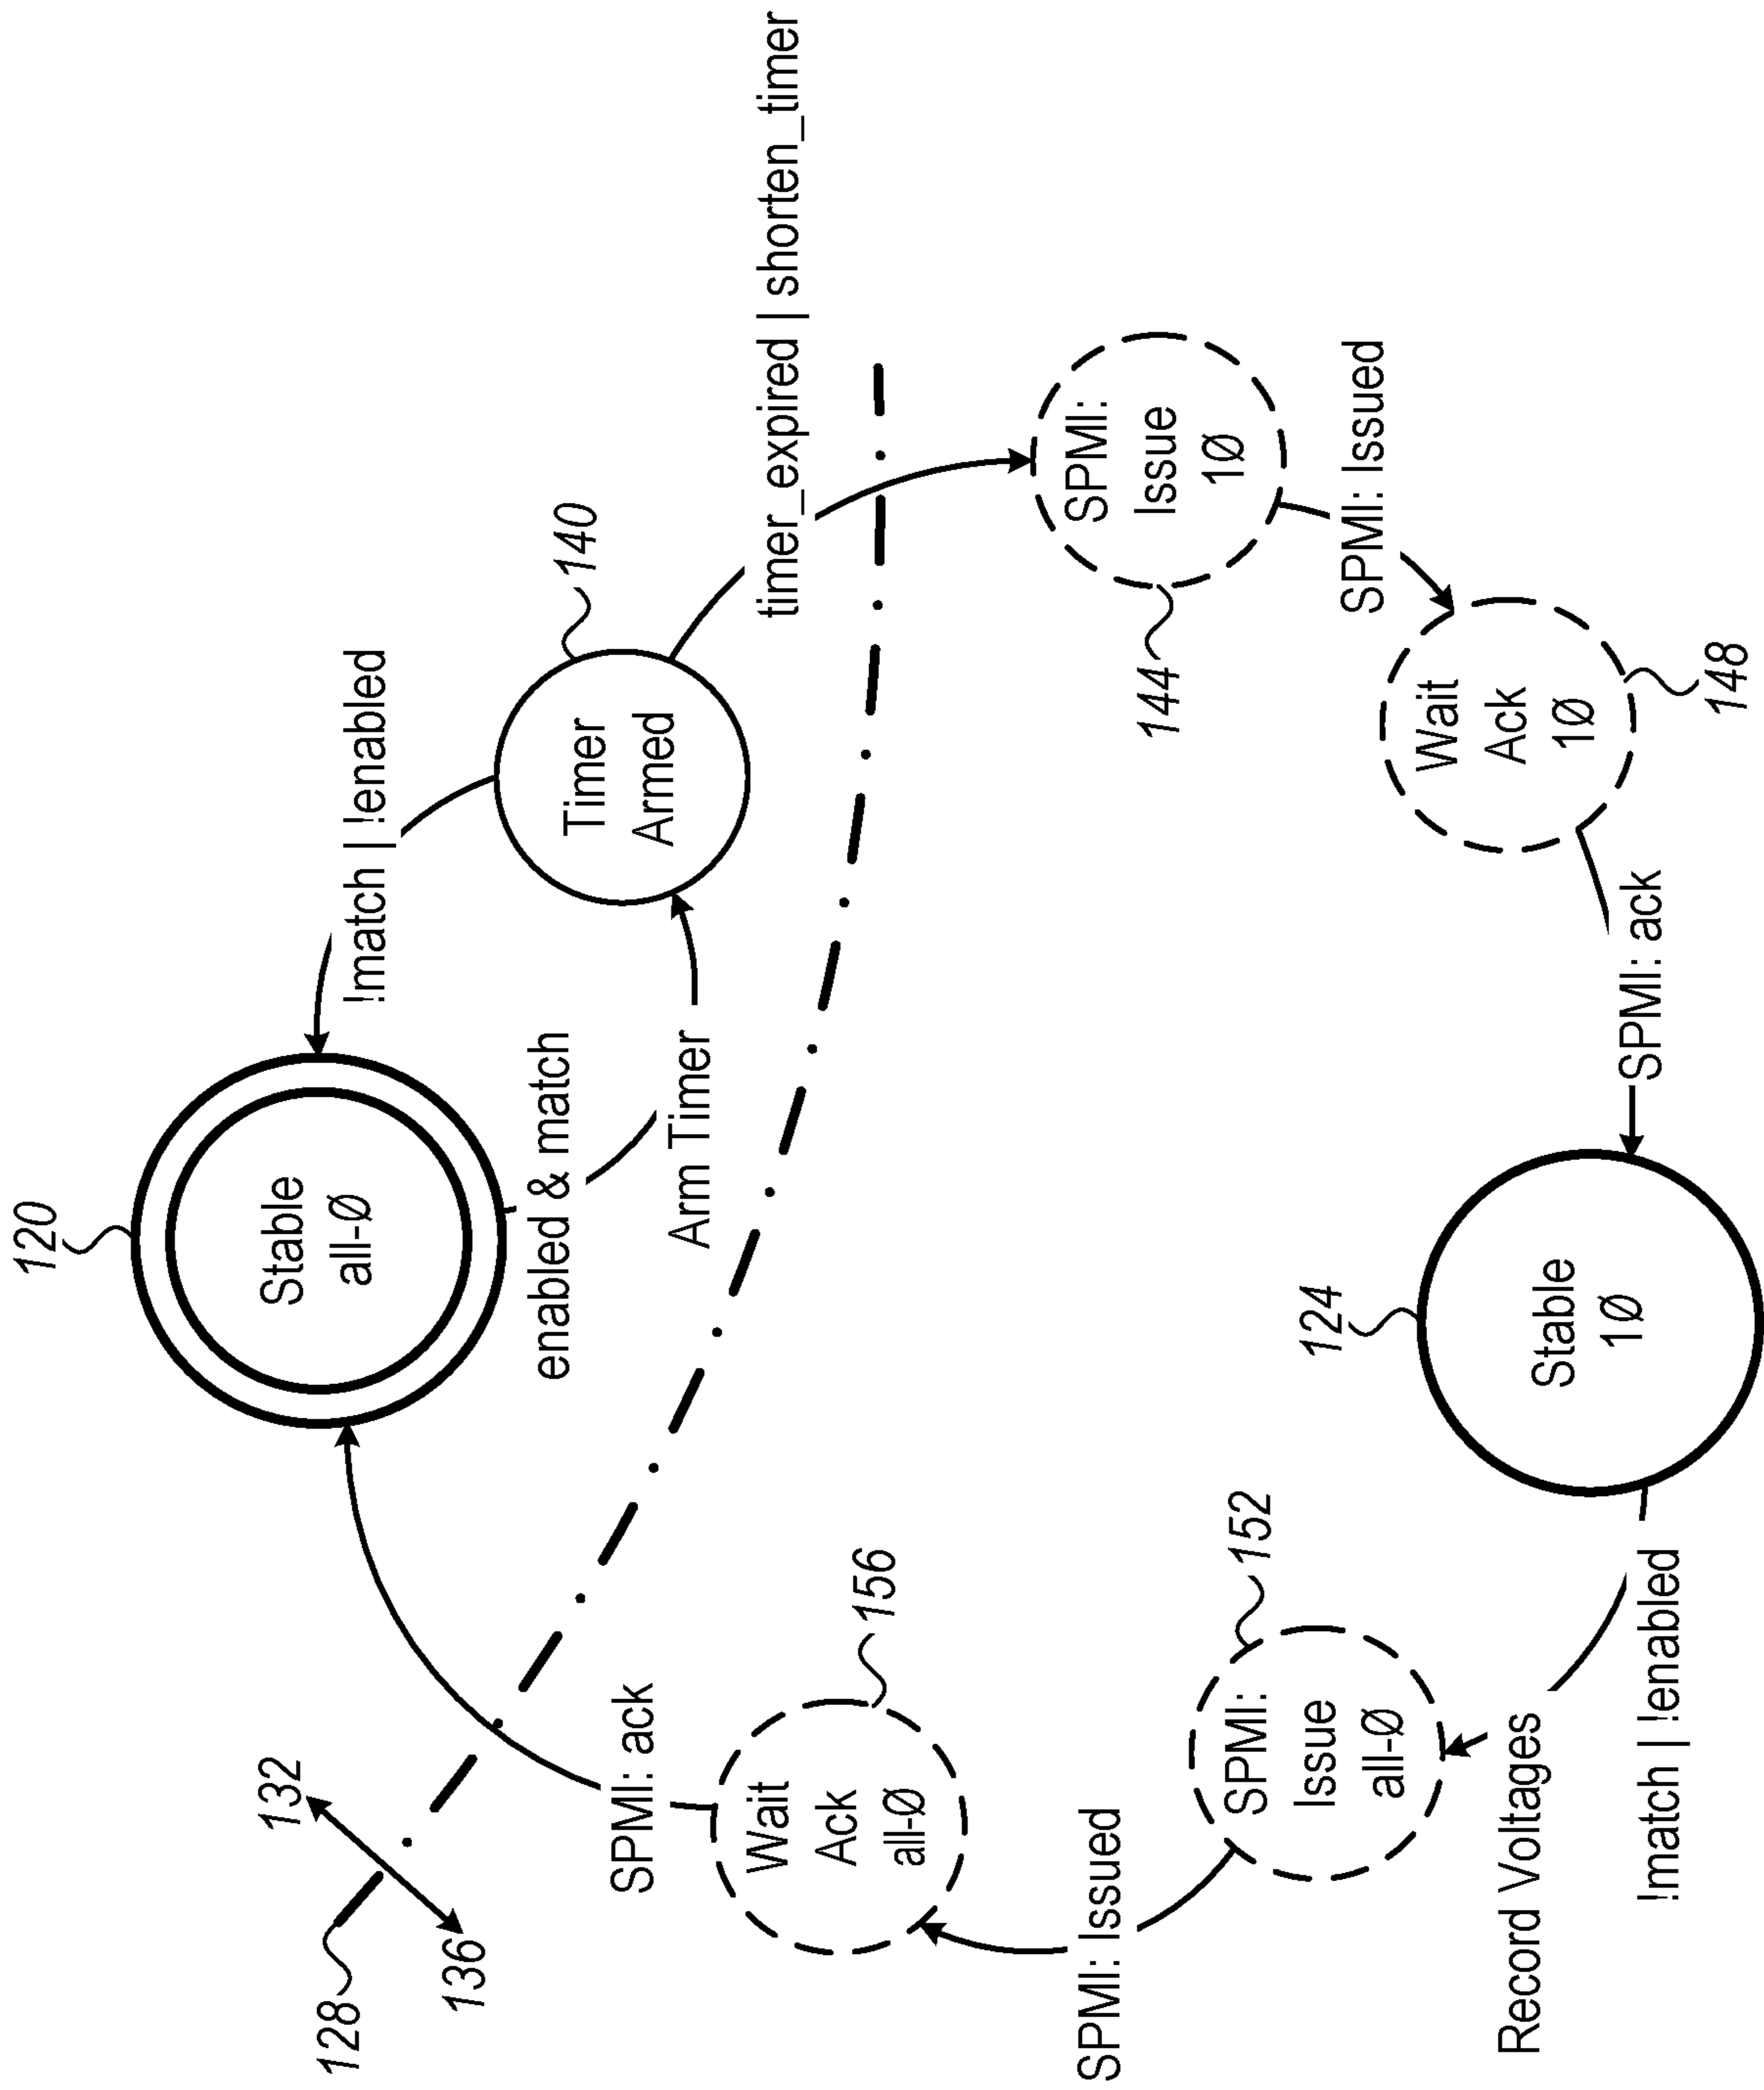 120
Stable
all-Ø
132
128
136
!match | !enabled
enabled & match
Arm Timer
140
Timer
Armed
timer_expired | shorten_timer
SPMI: ack
Wait
Ack
all-Ø
156
SPMI: Issued
SPMI:
Issue
1Ø
144
SPMI:
Issue
all-Ø
152
SPMI: Issued
Record Voltages
!match | !enabled
124
Stable
1Ø
Wait
Ack
1Ø
148
SPMI: ack